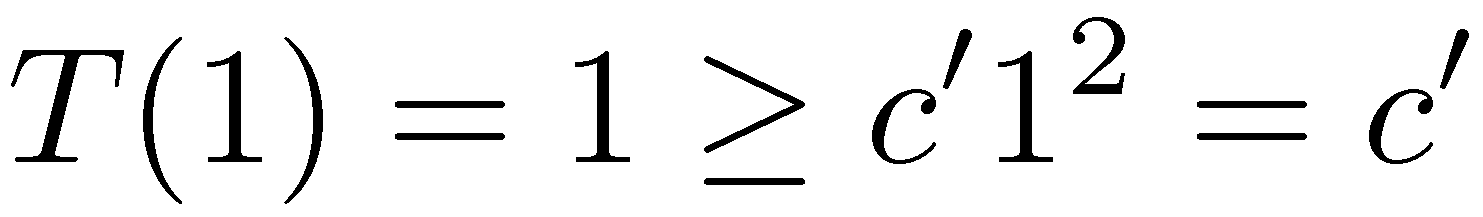 T(1) = 1 ≥ c′1² = c′